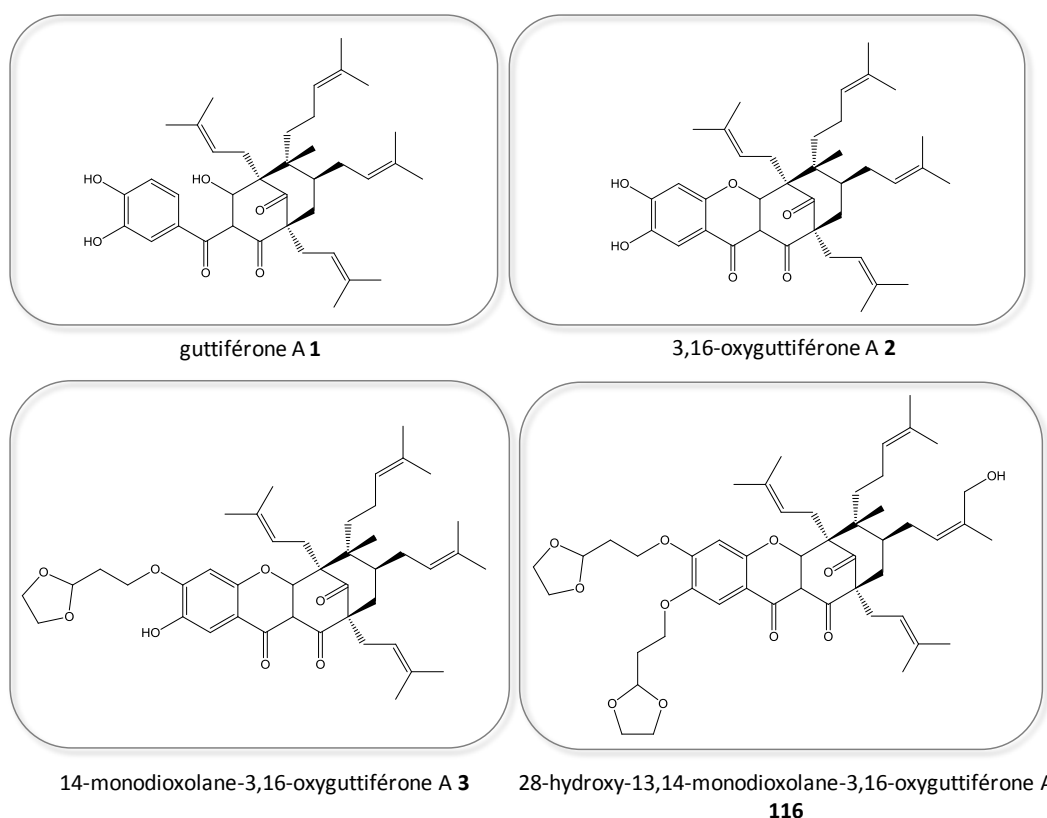 HO HO
O
HO
O O
guttiférone A 1
HO O
O
HO
O O
3,16-oxyguttiférone A 2
O O O
O
O
HO
O O
14-monodioxolane-3,16-oxyguttiférone A 3
OH
O O O
O
O
O
O O
O O
28-hydroxy-13,14-monodioxolane-3,16-oxyguttiférone A
116